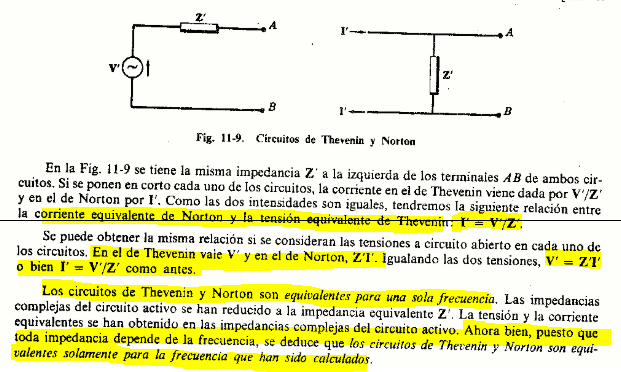 Z'
A
V'
B
I'
A
Z'
I'
B
Fig. 11-9. Circuitos de Thevenin y Norton
En la Fig. 11-9 se tiene la misma impedancia Z' a la izquierda de los terminales AB de ambos cir-
cuitos. Si se ponen en corto cada uno de los circuitos, la corriente en el de Thevenin viene dada por V'/Z'
y en el de Norton por I'. Como las dos intensidades son iguales, tendremos la siguiente relación entre
la corriente equivalente de Norton y la tensión equivalente de Thevenin: I' = V'/Z'.
Se puede obtener la misma relación si se consideran las tensiones a circuito abierto en cada uno de
los circuitos. En el de Thevenin vale V' y en el de Norton, Z'I'. Igualando las dos tensiones, V' = Z'I'
o bien I' = V'/Z' como antes.
Los circuitos de Thevenin y Norton son equivalentes para una sola frecuencia. Las impedancias
complejas del circuito activo se han reducido a la impedancia equivalente Z'. La tensión y la corriente
equivalentes se han obtenido en las impedancias complejas del circuito activo. Ahora bien, puesto que
toda impedancia depende de la frecuencia, se deduce que los circuitos de Thevenin y Norton son equi-
valentes solamente para la frecuencia que han sido calculados.